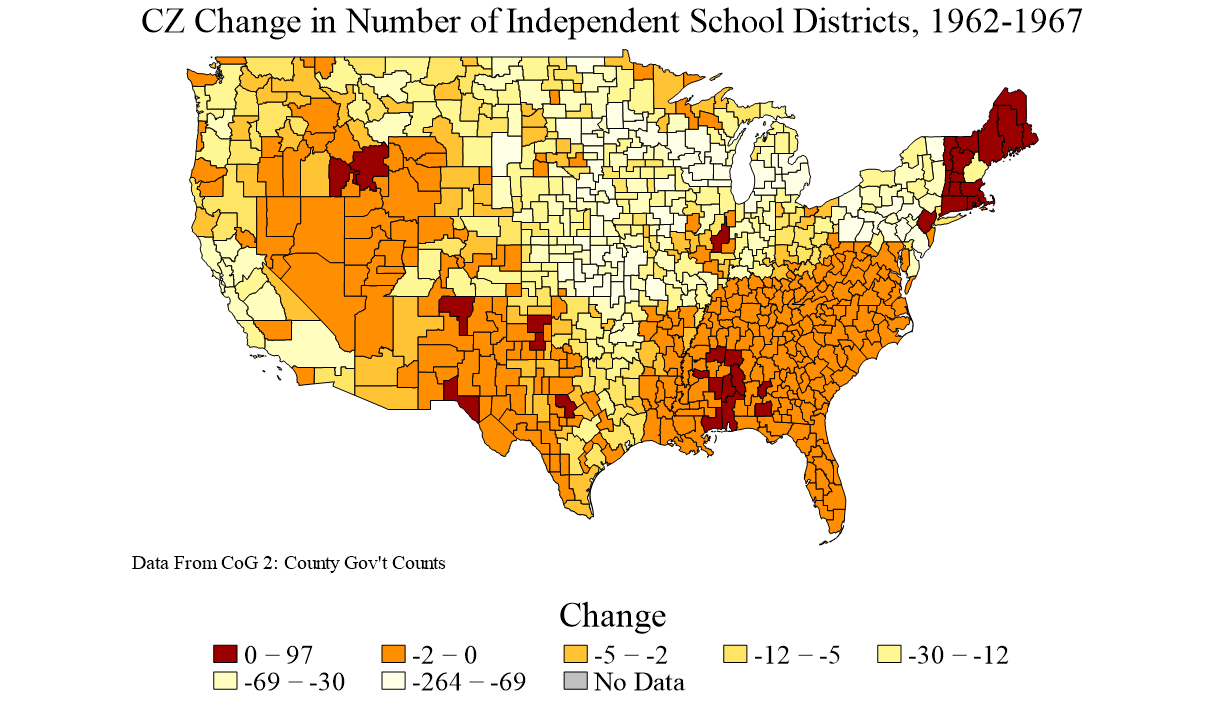 CZ Change in Number of Independent School Districts, 1962-1967
Data From CoG 2: County Gov't Counts
Change
0 − 97 -2 − 0 -5 − -2 -12 − -5 -30 − -12
-69 − -30 -264 − -69 No Data